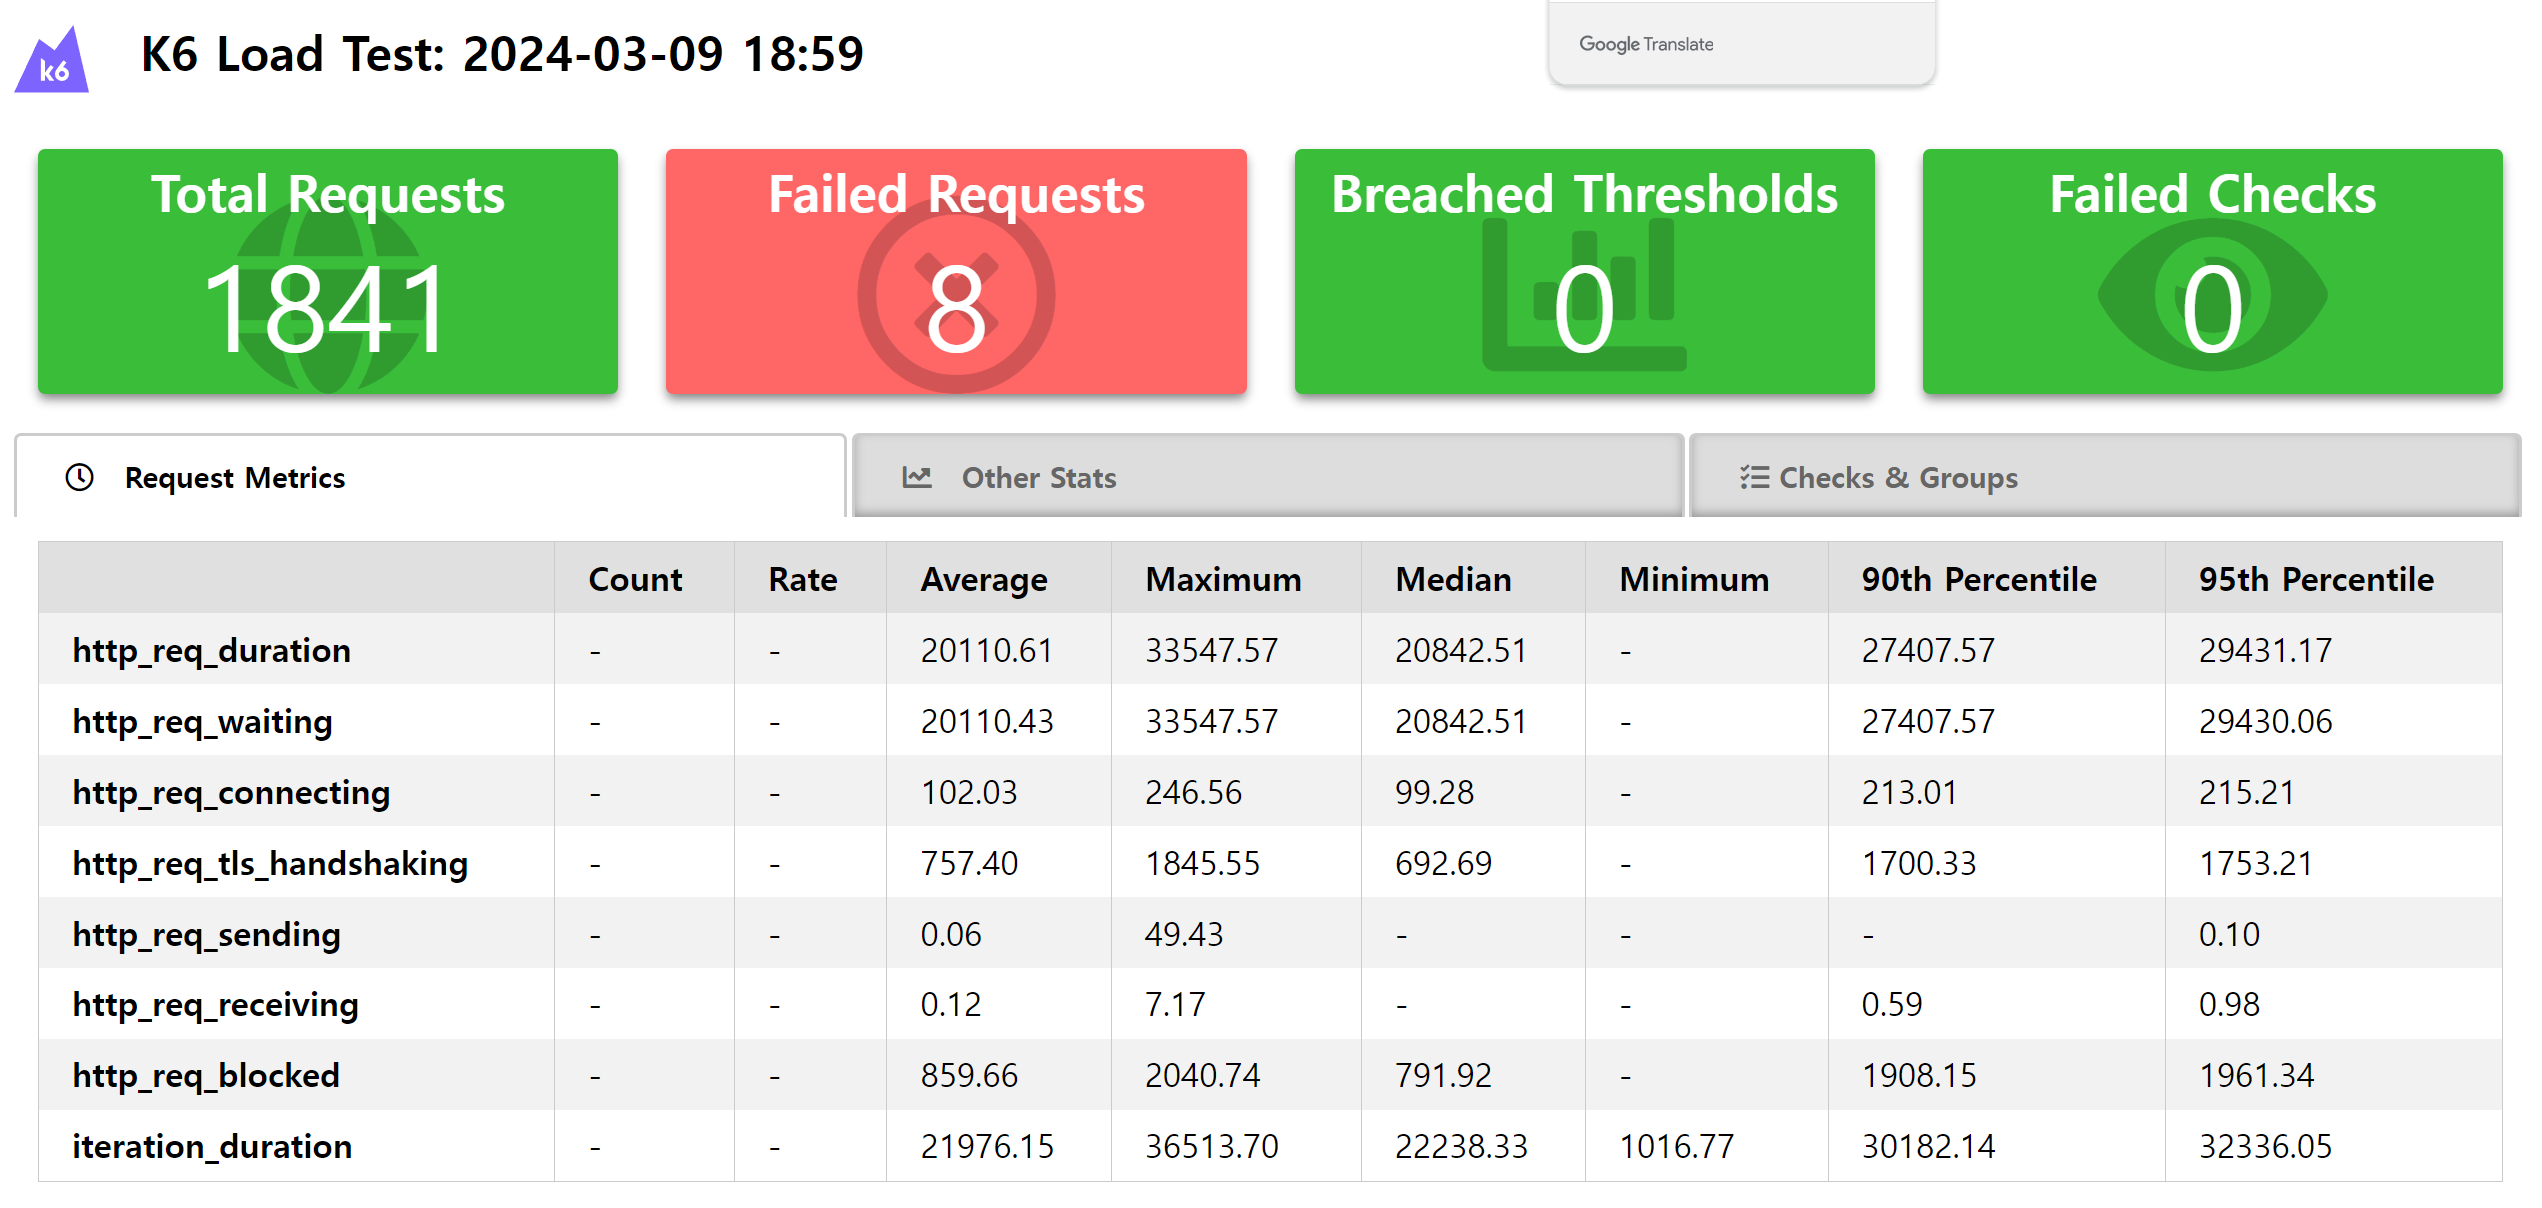 k6
K6 Load Test: 2024-03-09 18:59
Google Translate
Total Requests
1841
Failed Requests
8
Breached Thresholds
0
Failed Checks
0
Request Metrics
Other Stats
Checks & Groups
Count Rate Average Maximum Median Minimum 90th Percentile 95th Percentile
http_req_duration - - 20110.61 33547.57 20842.51 - 27407.57 29431.17
http_req_waiting - - 20110.43 33547.57 20842.51 - 27407.57 29430.06
http_req_connecting - - 102.03 246.56 99.28 - 213.01 215.21
http_req_tls_handshaking - - 757.40 1845.55 692.69 - 1700.33 1753.21
http_req_sending - - 0.06 49.43 - - - 0.10
http_req_receiving - - 0.12 7.17 - - 0.59 0.98
http_req_blocked - - 859.66 2040.74 791.92 - 1908.15 1961.34
iteration_duration - - 21976.15 36513.70 22238.33 1016.77 30182.14 32336.05